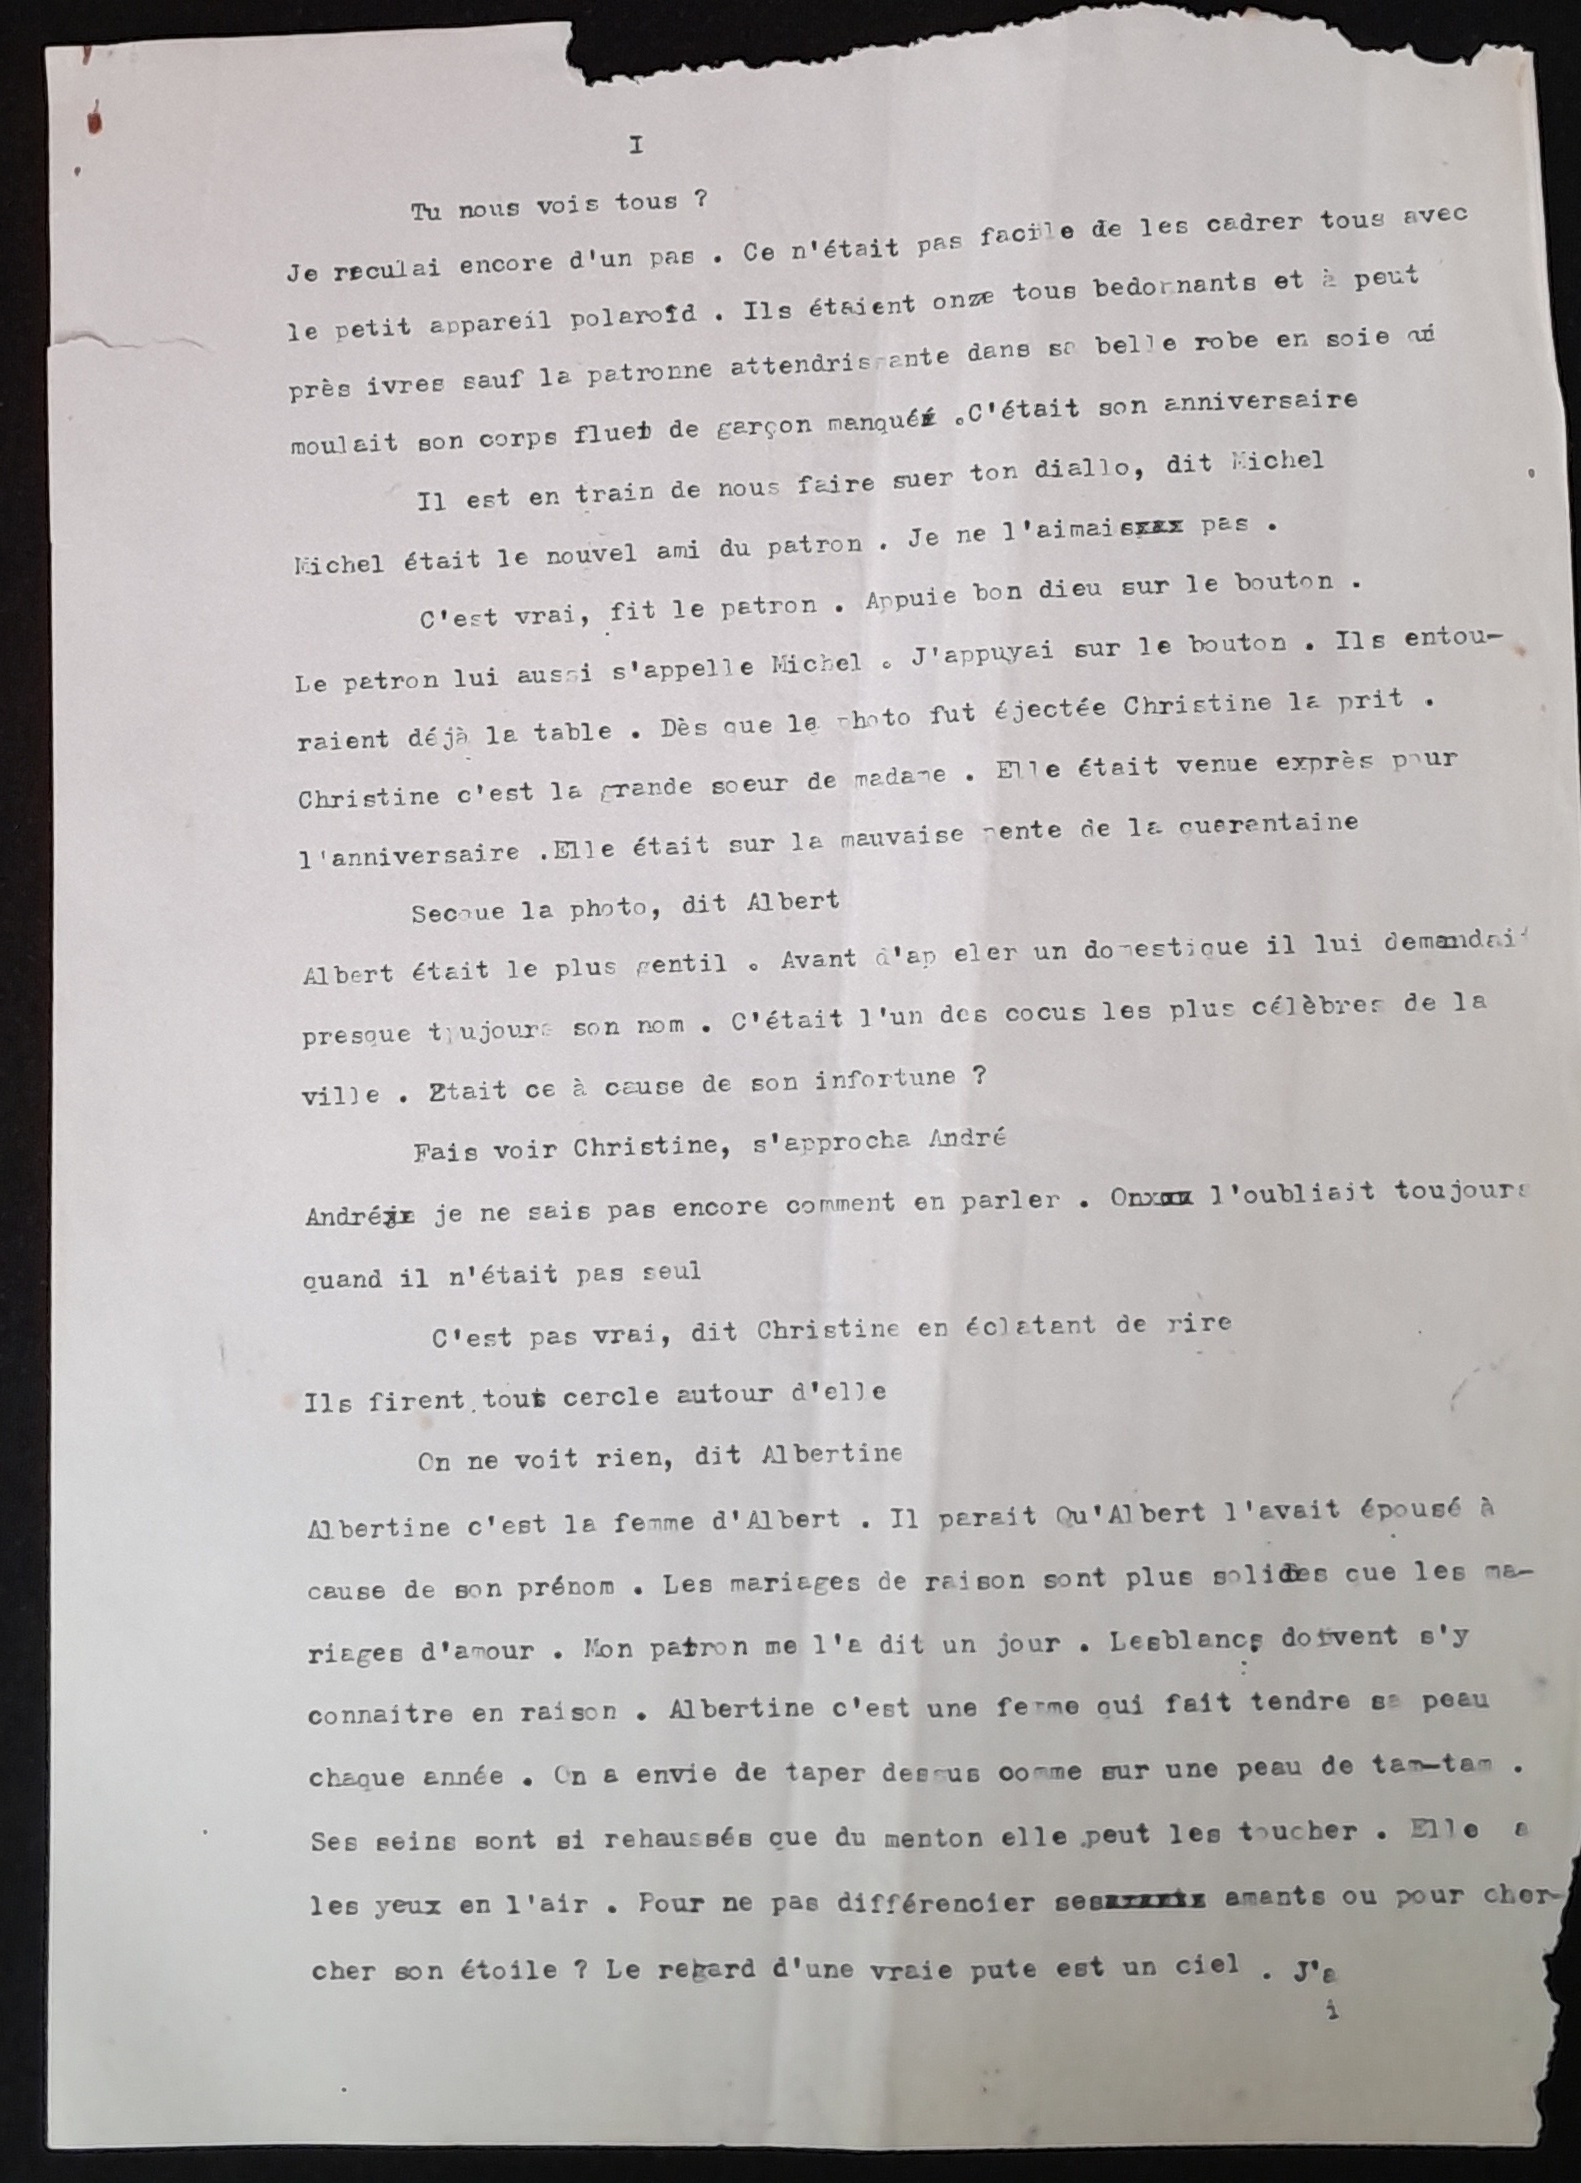 I
Tu nous vois tous ?
Je reculai encore d'un pas . Ce n'était pas facile de les cadrer tous avec
le petit appareil polaroïd . Ils étaient onze tous bedonnants et à peut
près ivres sauf la patronne attendrissante dans sa belle robe en soie qui
moulait son corps fluet de garçon manqué .C'était son anniversaire
Il est en train de nous faire suer ton diallo, dit Michel
Michel était le nouvel ami du patron . Je ne l'aimaisxxx pas .
C'est vrai, fit le patron . Appuie bon dieu sur le bouton .
Le patron lui aussi s'appelle Michel . J'appuyai sur le bouton . Ils entou-
raient déjà la table . Dès que la photo fut éjectée Christine la prit .
Christine c'est la grande soeur de madame . Elle était venue exprès pour
l'anniversaire .Elle était sur la mauvaise pente de la quarantaine
Secoue la photo, dit Albert
Albert était le plus gentil . Avant d'appeler un domestique il lui demandait
presque toujours son nom . C'était l'un des cocus les plus célèbres de la
ville . Etait ce à cause de son infortune ?
Fais voir Christine, s'approcha André
André je ne sais pas encore comment en parler . On l'oubliait toujours
quand il n'était pas seul
C'est pas vrai, dit Christine en éclatant de rire
Ils firent tous cercle autour d'elle
On ne voit rien, dit Albertine
Albertine c'est la femme d'Albert . Il parait Qu'Albert l'avait épousé à
cause de son prénom . Les mariages de raison sont plus solides que les ma-
riages d'amour . Mon patron me l'a dit un jour . Lesblancs doivent s'y
connaitre en raison . Albertine c'est une femme qui fait tendre sa peau
chaque année . On a envie de taper dessus comme sur une peau de tam-tam .
Ses seins sont si rehaussés que du menton elle peut les toucher . Elle a
les yeux en l'air . Pour ne pas différencier ses amants ou pour cher-
cher son étoile ? Le regard d'une vraie pute est un ciel . J'a
i